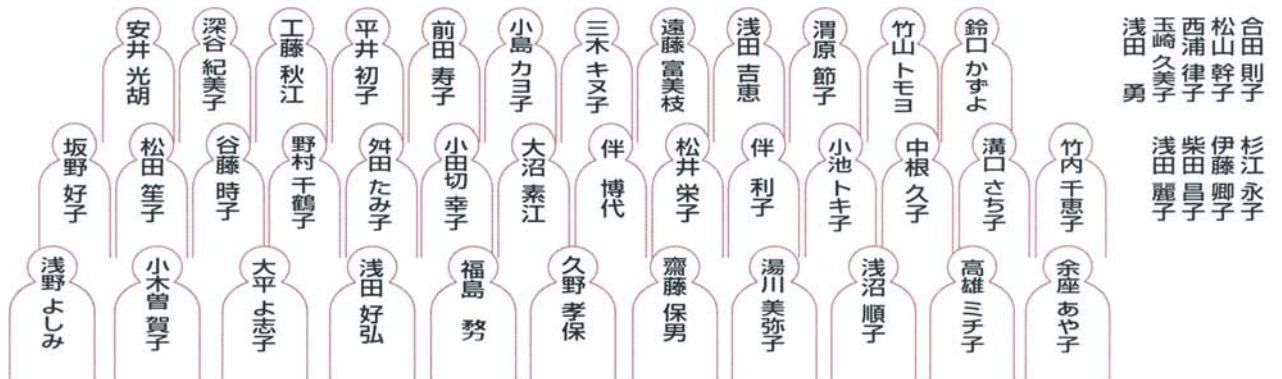 安井 光胡
深谷 紀美子
工藤 秋江
平井 初子
前田 寿子
小島 カヨ子
三木 キヌ子
遠藤 富美枝
浅田 吉恵
渭原 節子
竹山 トモヨ
鈴口 かずよ
坂野 好子
松田 笙子
谷藤 時子
野村 千鶴子
舛田 たみ子
小田切 幸子
大沼 素江
伴 博代
松井 栄子
伴 利子
小池 トキ子
中根 久子
溝口 さち子
竹内 千恵子
浅野 よしみ
小木曽 賀子
大平 よ志子
浅田 好弘
福島 務
久野 孝保
齋藤 保男
湯川 美弥子
浅沼 順子
高雄 ミチ子
余座 あや子
合田 則子
松山 幹子
西浦 律子
玉崎 久美子
浅田 勇
杉江 永子
伊藤 卿子
柴田 昌子
浅田 麗子